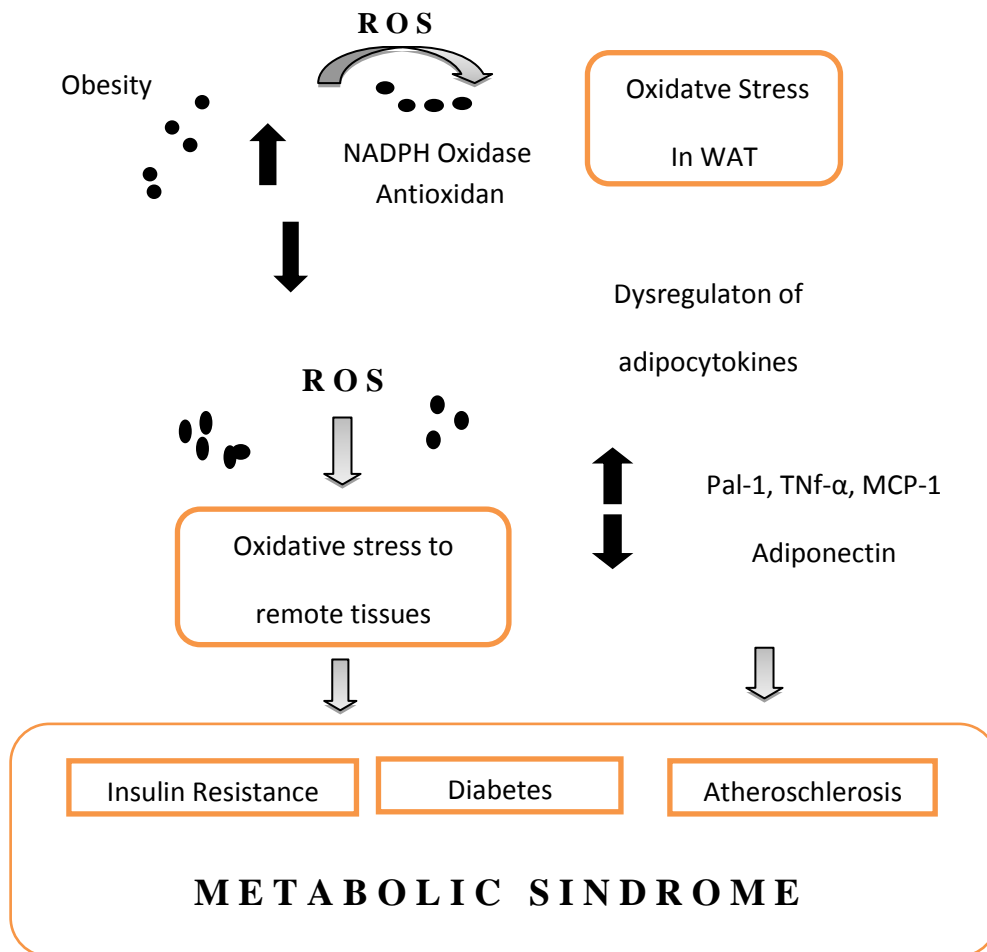 R O S
Obesity
Oxidatve Stress
In WAT
NADPH Oxidase
Antioxidan
Dysregulaton of
adipocytokines
R O S
Pal-1, TNf-α, MCP-1
Adiponectin
Oxidative stress to
remote tissues
Insulin Resistance
Diabetes
Atheroschlerosis
M E T A B O L I C   S I N D R O M E